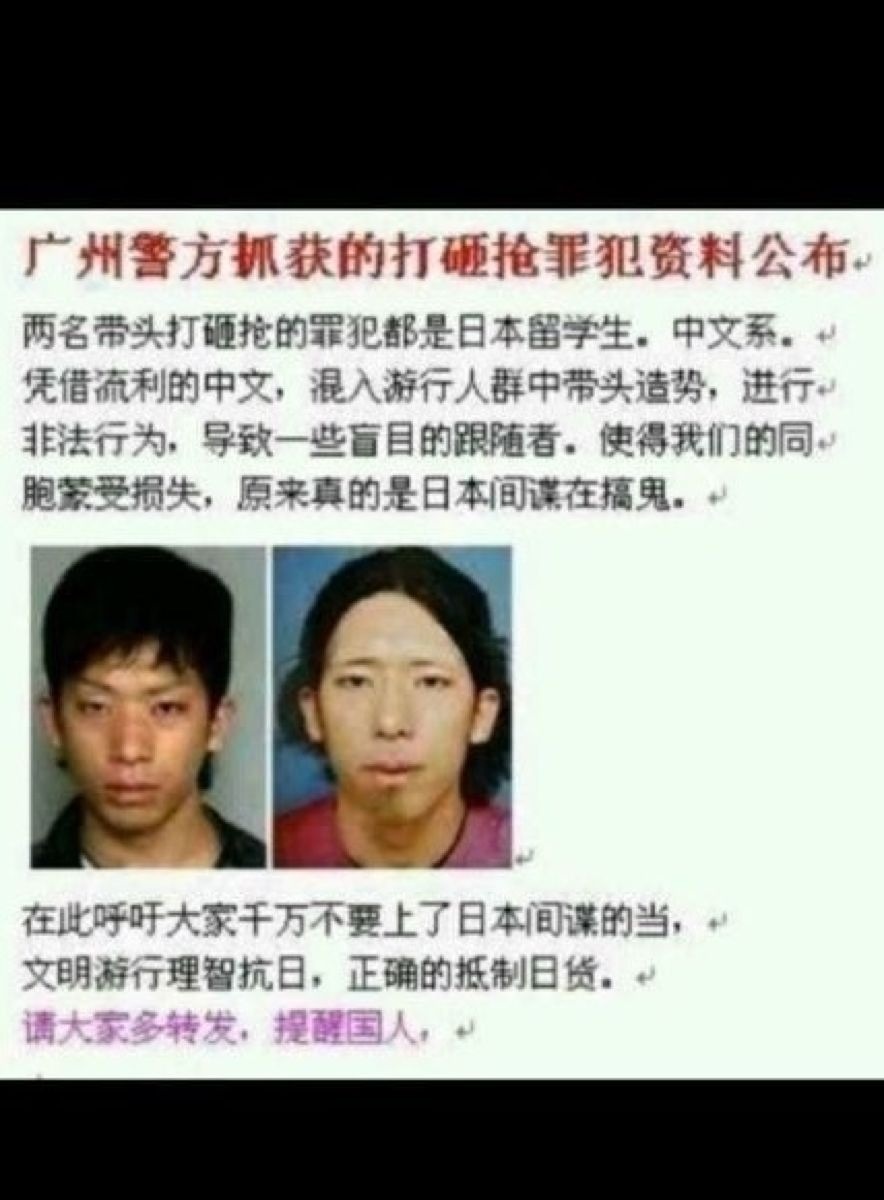 广州警方抓获的打砸抢罪犯资料公布
两名带头打砸抢的罪犯都是日本留学生。中文系。
凭借流利的中文，混入游行人群中带头造势，进行
非法行为，导致一些盲目的跟随者。使得我们的同
胞蒙受损失，原来真的是日本间谍在搞鬼。
在此呼吁大家千万不要上了日本间谍的当，
文明游行理智抗日，正确的抵制日货。
请大家多转发，提醒国人，